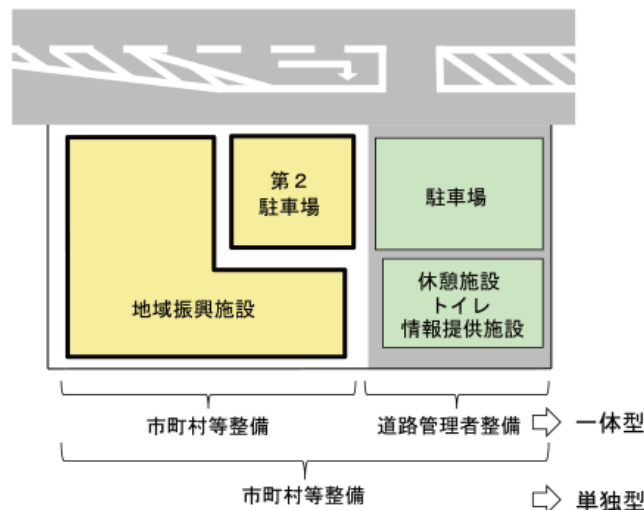 第２
駐車場
駐車場
地域振興施設
休憩施設
トイレ
情報提供施設
市町村等整備
道路管理者整備
一体型
市町村等整備
単独型